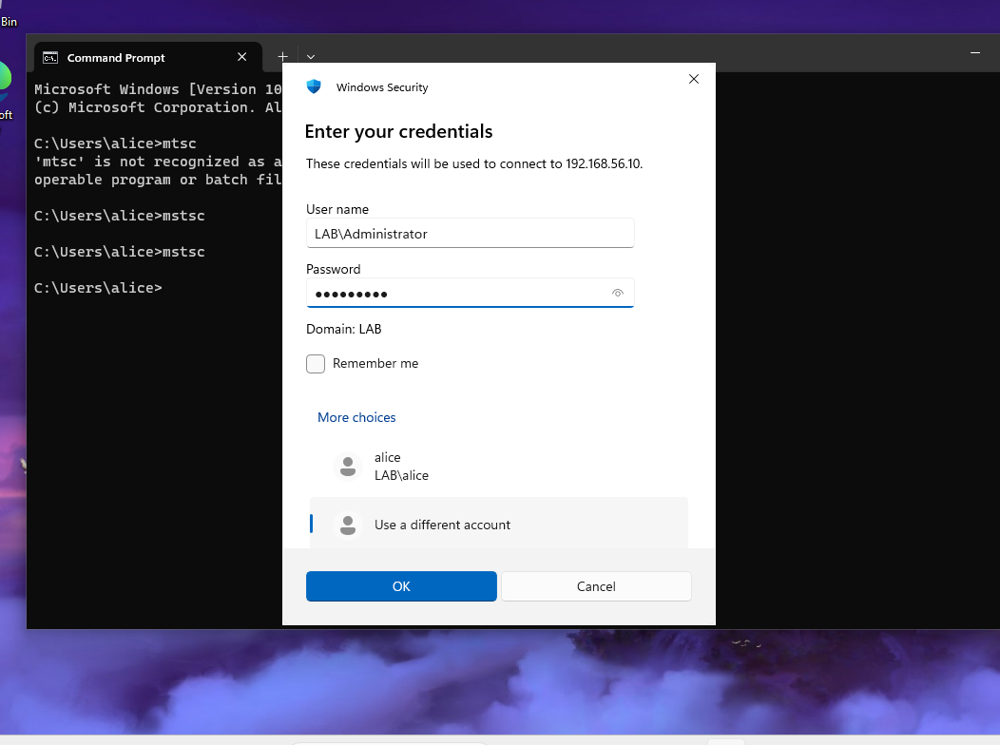 Bin
oft
Command Prompt
Microsoft Windows [Version 10
(c) Microsoft Corporation. Al
C:\Users\alice>mtsc
'mtsc' is not recognized as a
operable program or batch fil
C:\Users\alice>mstsc
C:\Users\alice>mstsc
C:\Users\alice>
Windows Security
Enter your credentials
These credentials will be used to connect to 192.168.56.10.
User name
LAB\Administrator
Password
●●●●●●●●●
Domain: LAB
Remember me
More choices
alice
LAB\alice
Use a different account
OK
Cancel